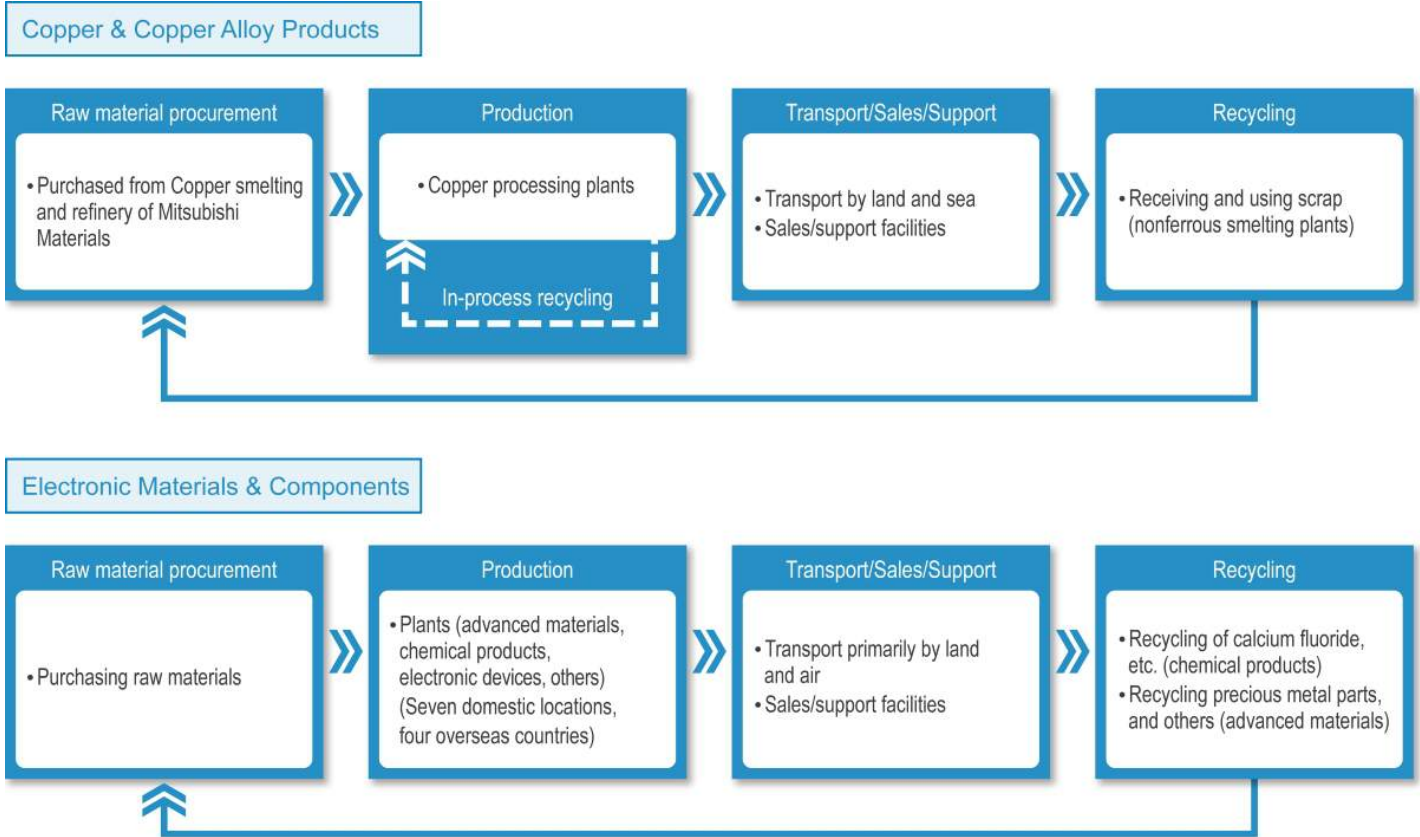 Copper & Copper Alloy Products
Raw material procurement
• Purchased from Copper smelting
and refinery of Mitsubishi
Materials
Production
• Copper processing plants
In-process recycling
Transport/Sales/Support
• Transport by land and sea
• Sales/support facilities
Recycling
• Receiving and using scrap
(nonferrous smelting plants)
Electronic Materials & Components
Raw material procurement
• Purchasing raw materials
Production
• Plants (advanced materials,
chemical products,
electronic devices, others)
(Seven domestic locations,
four overseas countries)
Transport/Sales/Support
• Transport primarily by land
and air
• Sales/support facilities
Recycling
• Recycling of calcium fluoride,
etc. (chemical products)
• Recycling precious metal parts,
and others (advanced materials)